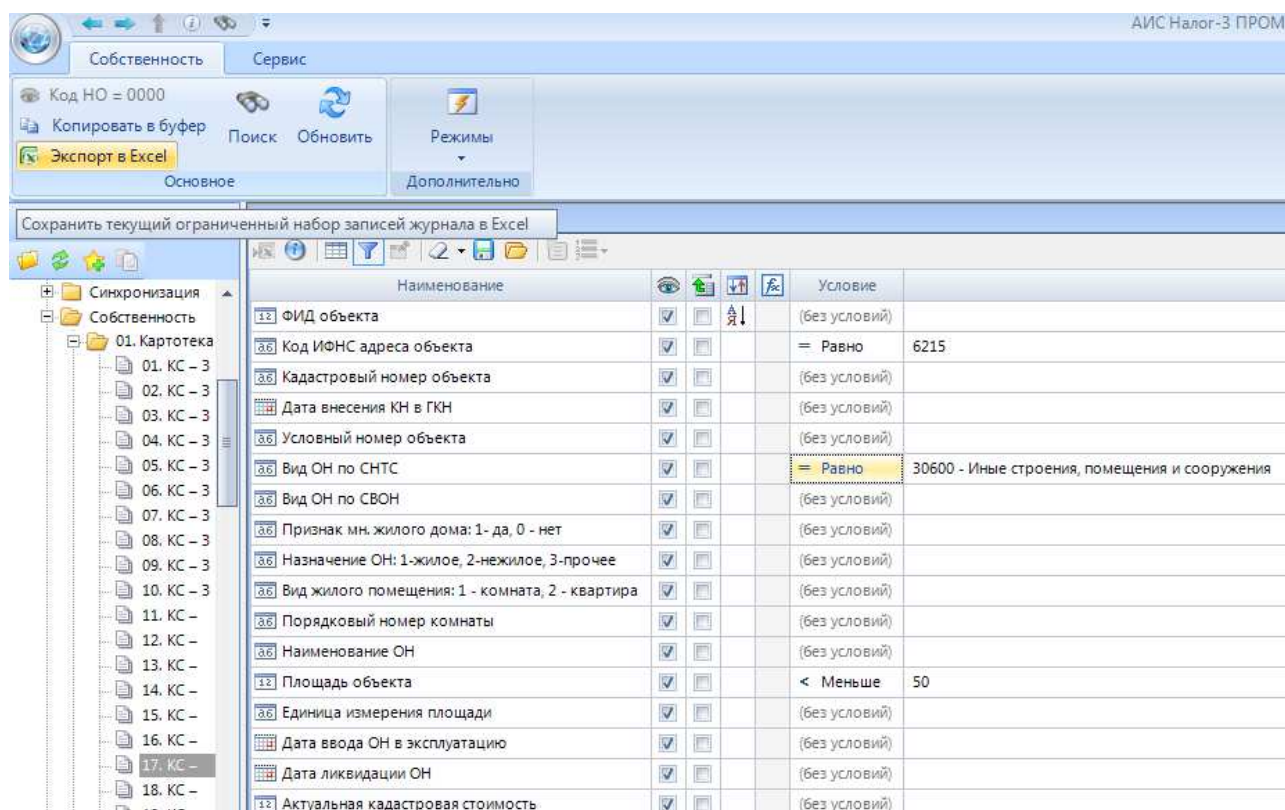 АИС Налог-3 ПРОМ
Собственность Сервис
Код НО = 0000
Копировать в буфер
Экспорт в Excel
Поиск Обновить Режимы
Основное Дополнительно
Сохранить текущий ограниченный набор записей журнала в Excel
Синхронизация
Собственность
01. Картотека
01. КС – 3
02. КС – 3
03. КС – 3
04. КС – 3
05. КС – 3
06. КС – 3
07. КС – 3
08. КС – 3
09. КС – 3
10. КС – 3
11. КС –
12. КС –
13. КС –
14. КС –
15. КС –
16. КС –
17. КС –
18. КС –
Наименование Условие
ФИД объекта (без условий)
Код ИФНС адреса объекта = Равно 6215
Кадастровый номер объекта (без условий)
Дата внесения КН в ГКН (без условий)
Условный номер объекта (без условий)
Вид ОН по СНТС = Равно 30600 - Иные строения, помещения и сооружения
Вид ОН по СВОН (без условий)
Признак мн. жилого дома: 1- да, 0 - нет (без условий)
Назначение ОН: 1-жилое, 2-нежилое, 3-прочее (без условий)
Вид жилого помещения: 1 - комната, 2 - квартира (без условий)
Порядковый номер комнаты (без условий)
Наименование ОН (без условий)
Площадь объекта < Меньше 50
Единица измерения площади (без условий)
Дата ввода ОН в эксплуатацию (без условий)
Дата ликвидации ОН (без условий)
Актуальная кадастровая стоимость (без условий)